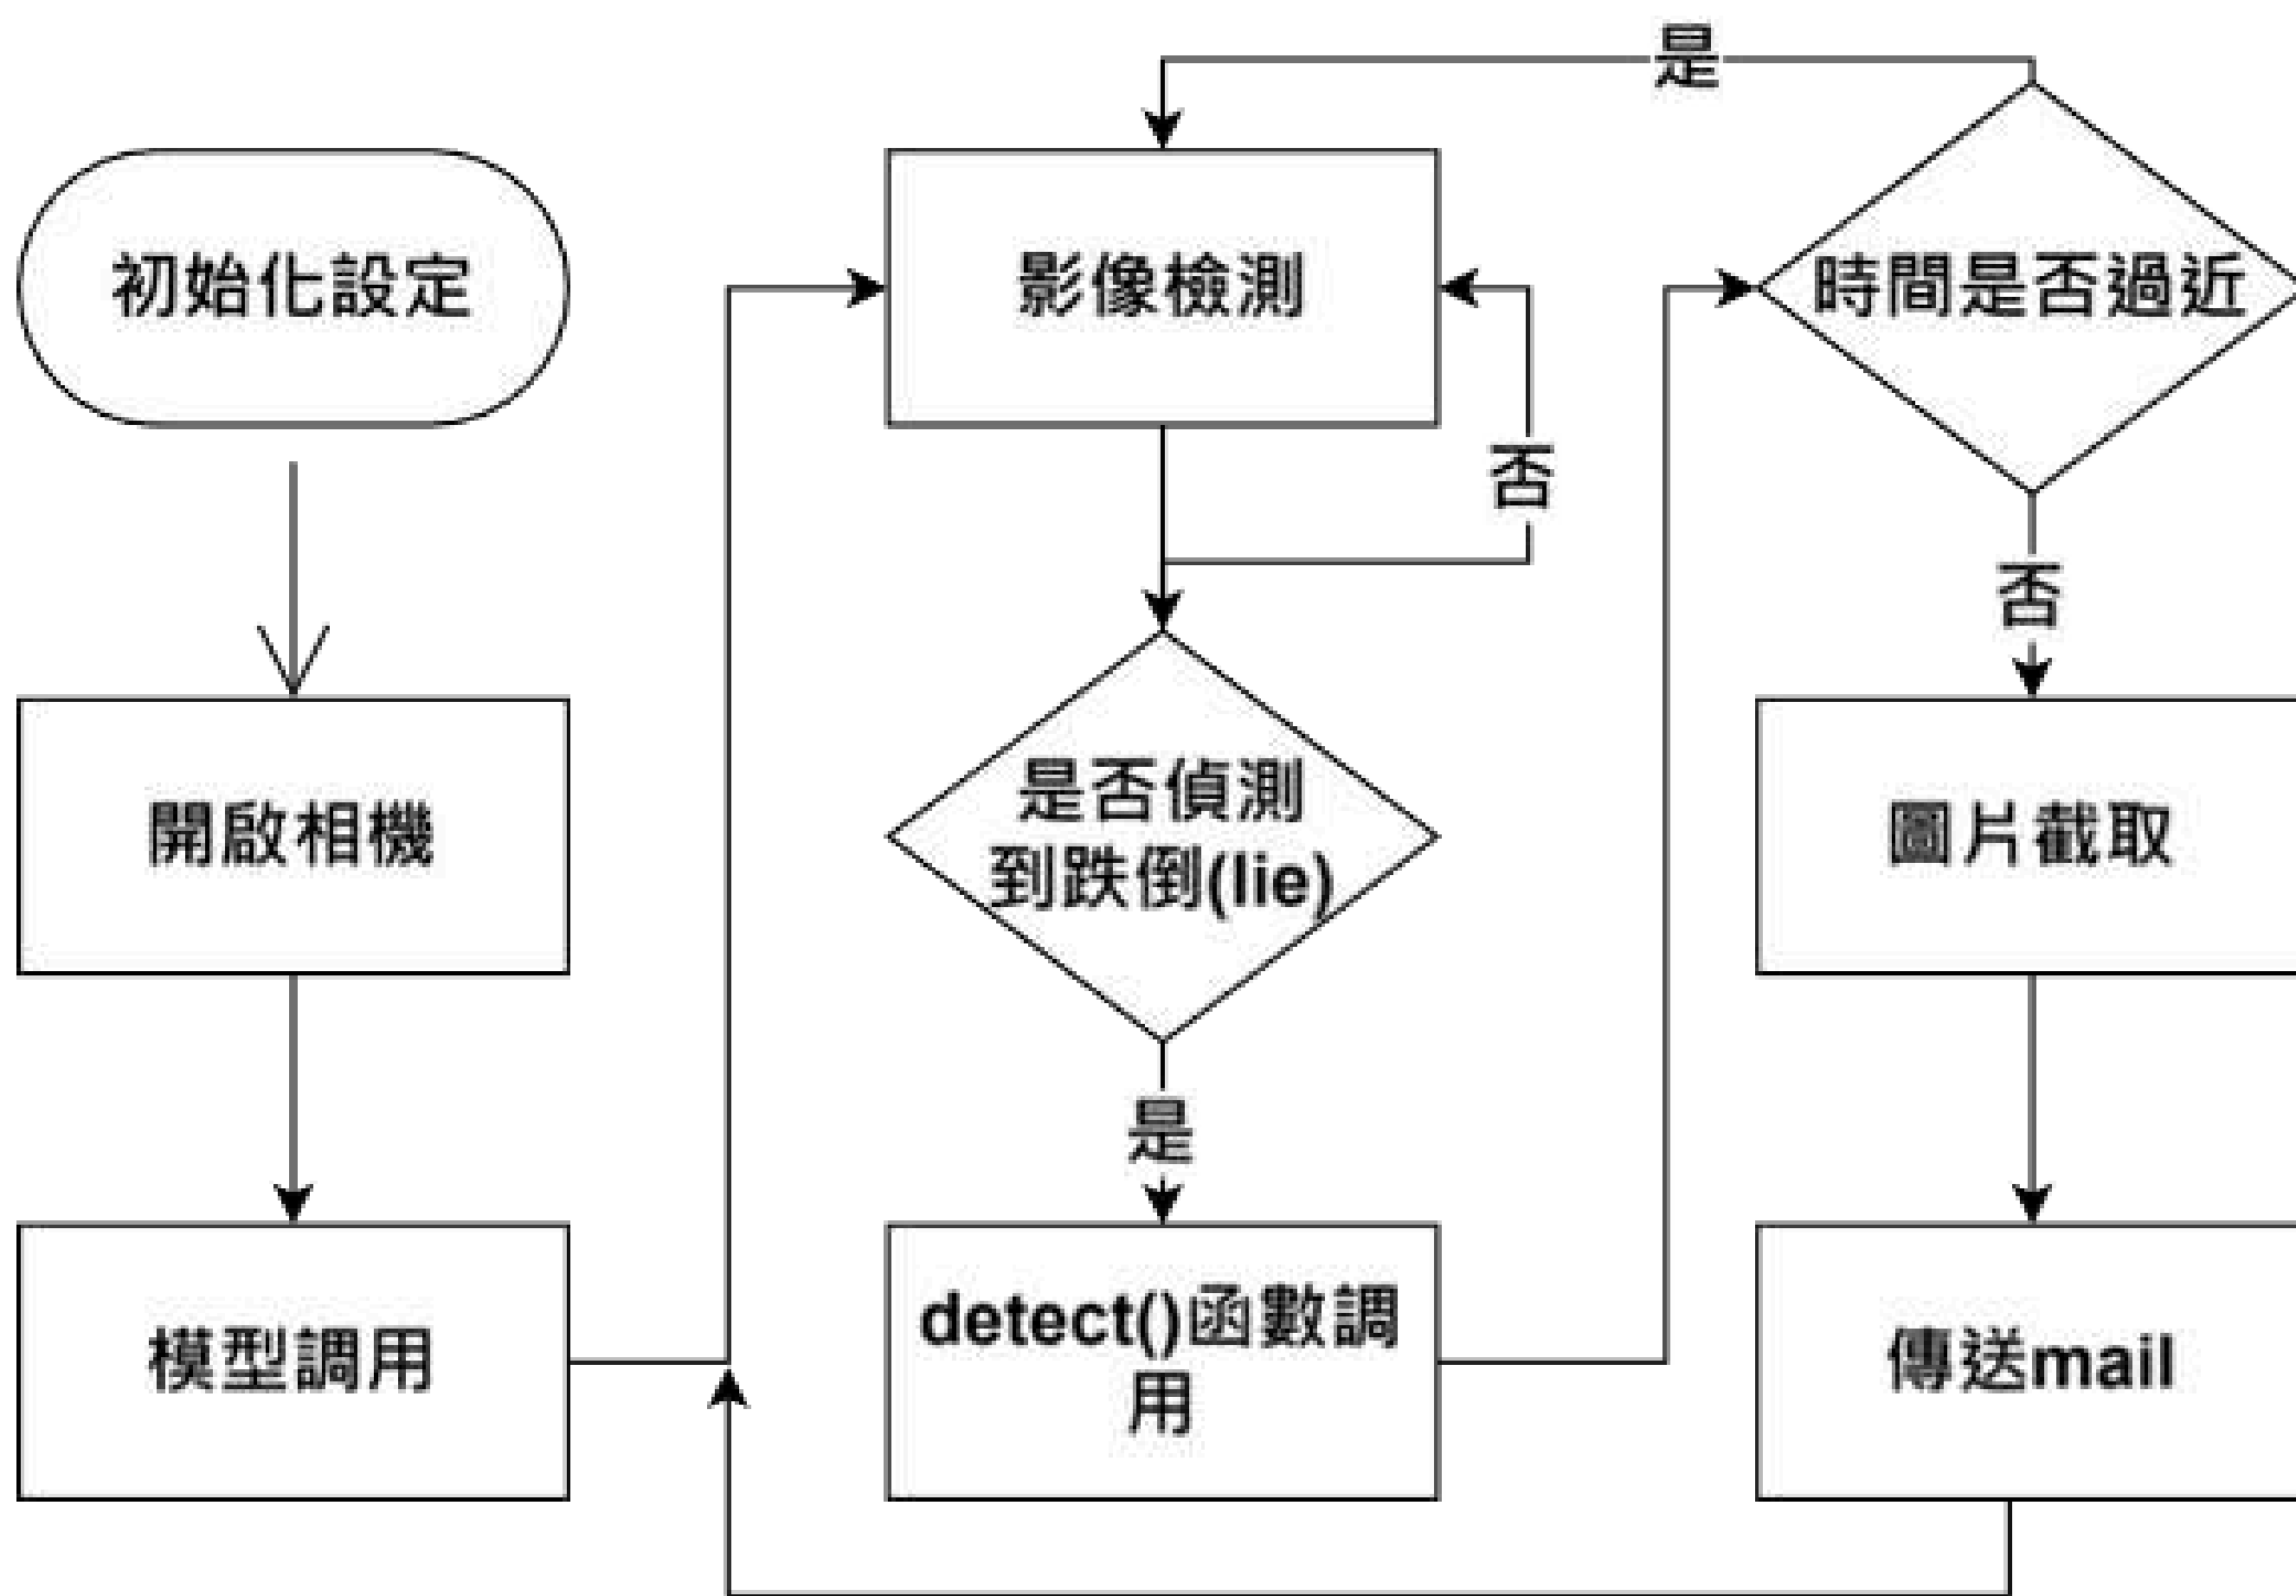 初始化設定
開啟相機
模型調用
影像檢測
否
是否偵測
到跌倒(lie)
是
detect()函數調
用
是
時間是否過近
否
圖片截取
傳送mail